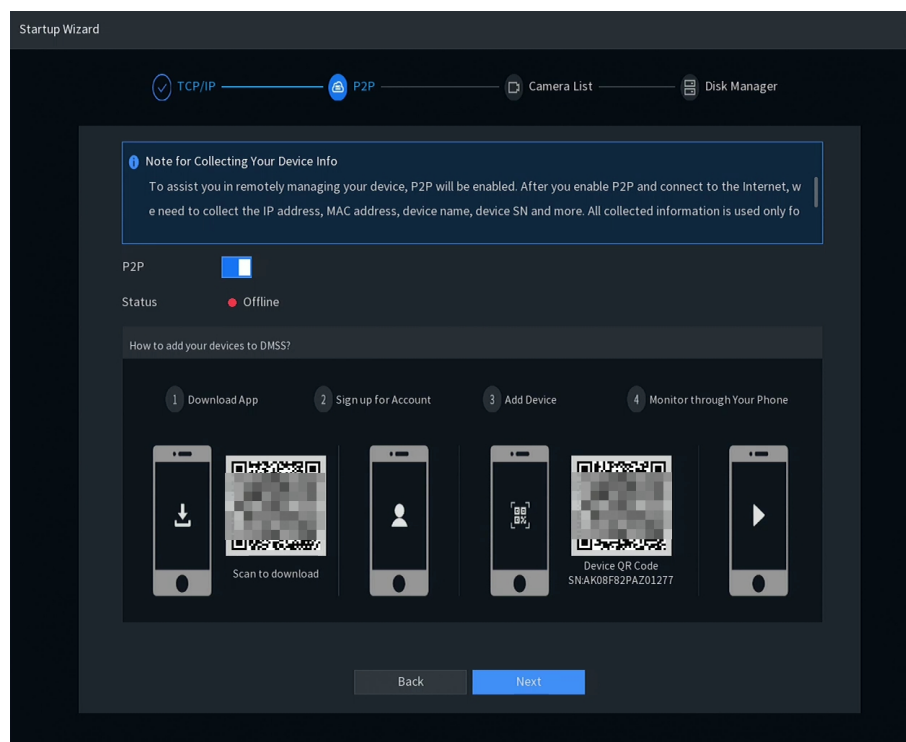 Startup Wizard
TCP/IP P2P Camera List Disk Manager
Note for Collecting Your Device Info
To assist you in remotely managing your device, P2P will be enabled. After you enable P2P and connect to the Internet, w
e need to collect the IP address, MAC address, device name, device SN and more. All collected information is used only fo
P2P
Status Offline
How to add your devices to DMSS?
1 Download App 2 Sign up for Account 3 Add Device 4 Monitor through Your Phone
Scan to download
Device QR Code
SN:AK08F82PAZ01277
Back Next